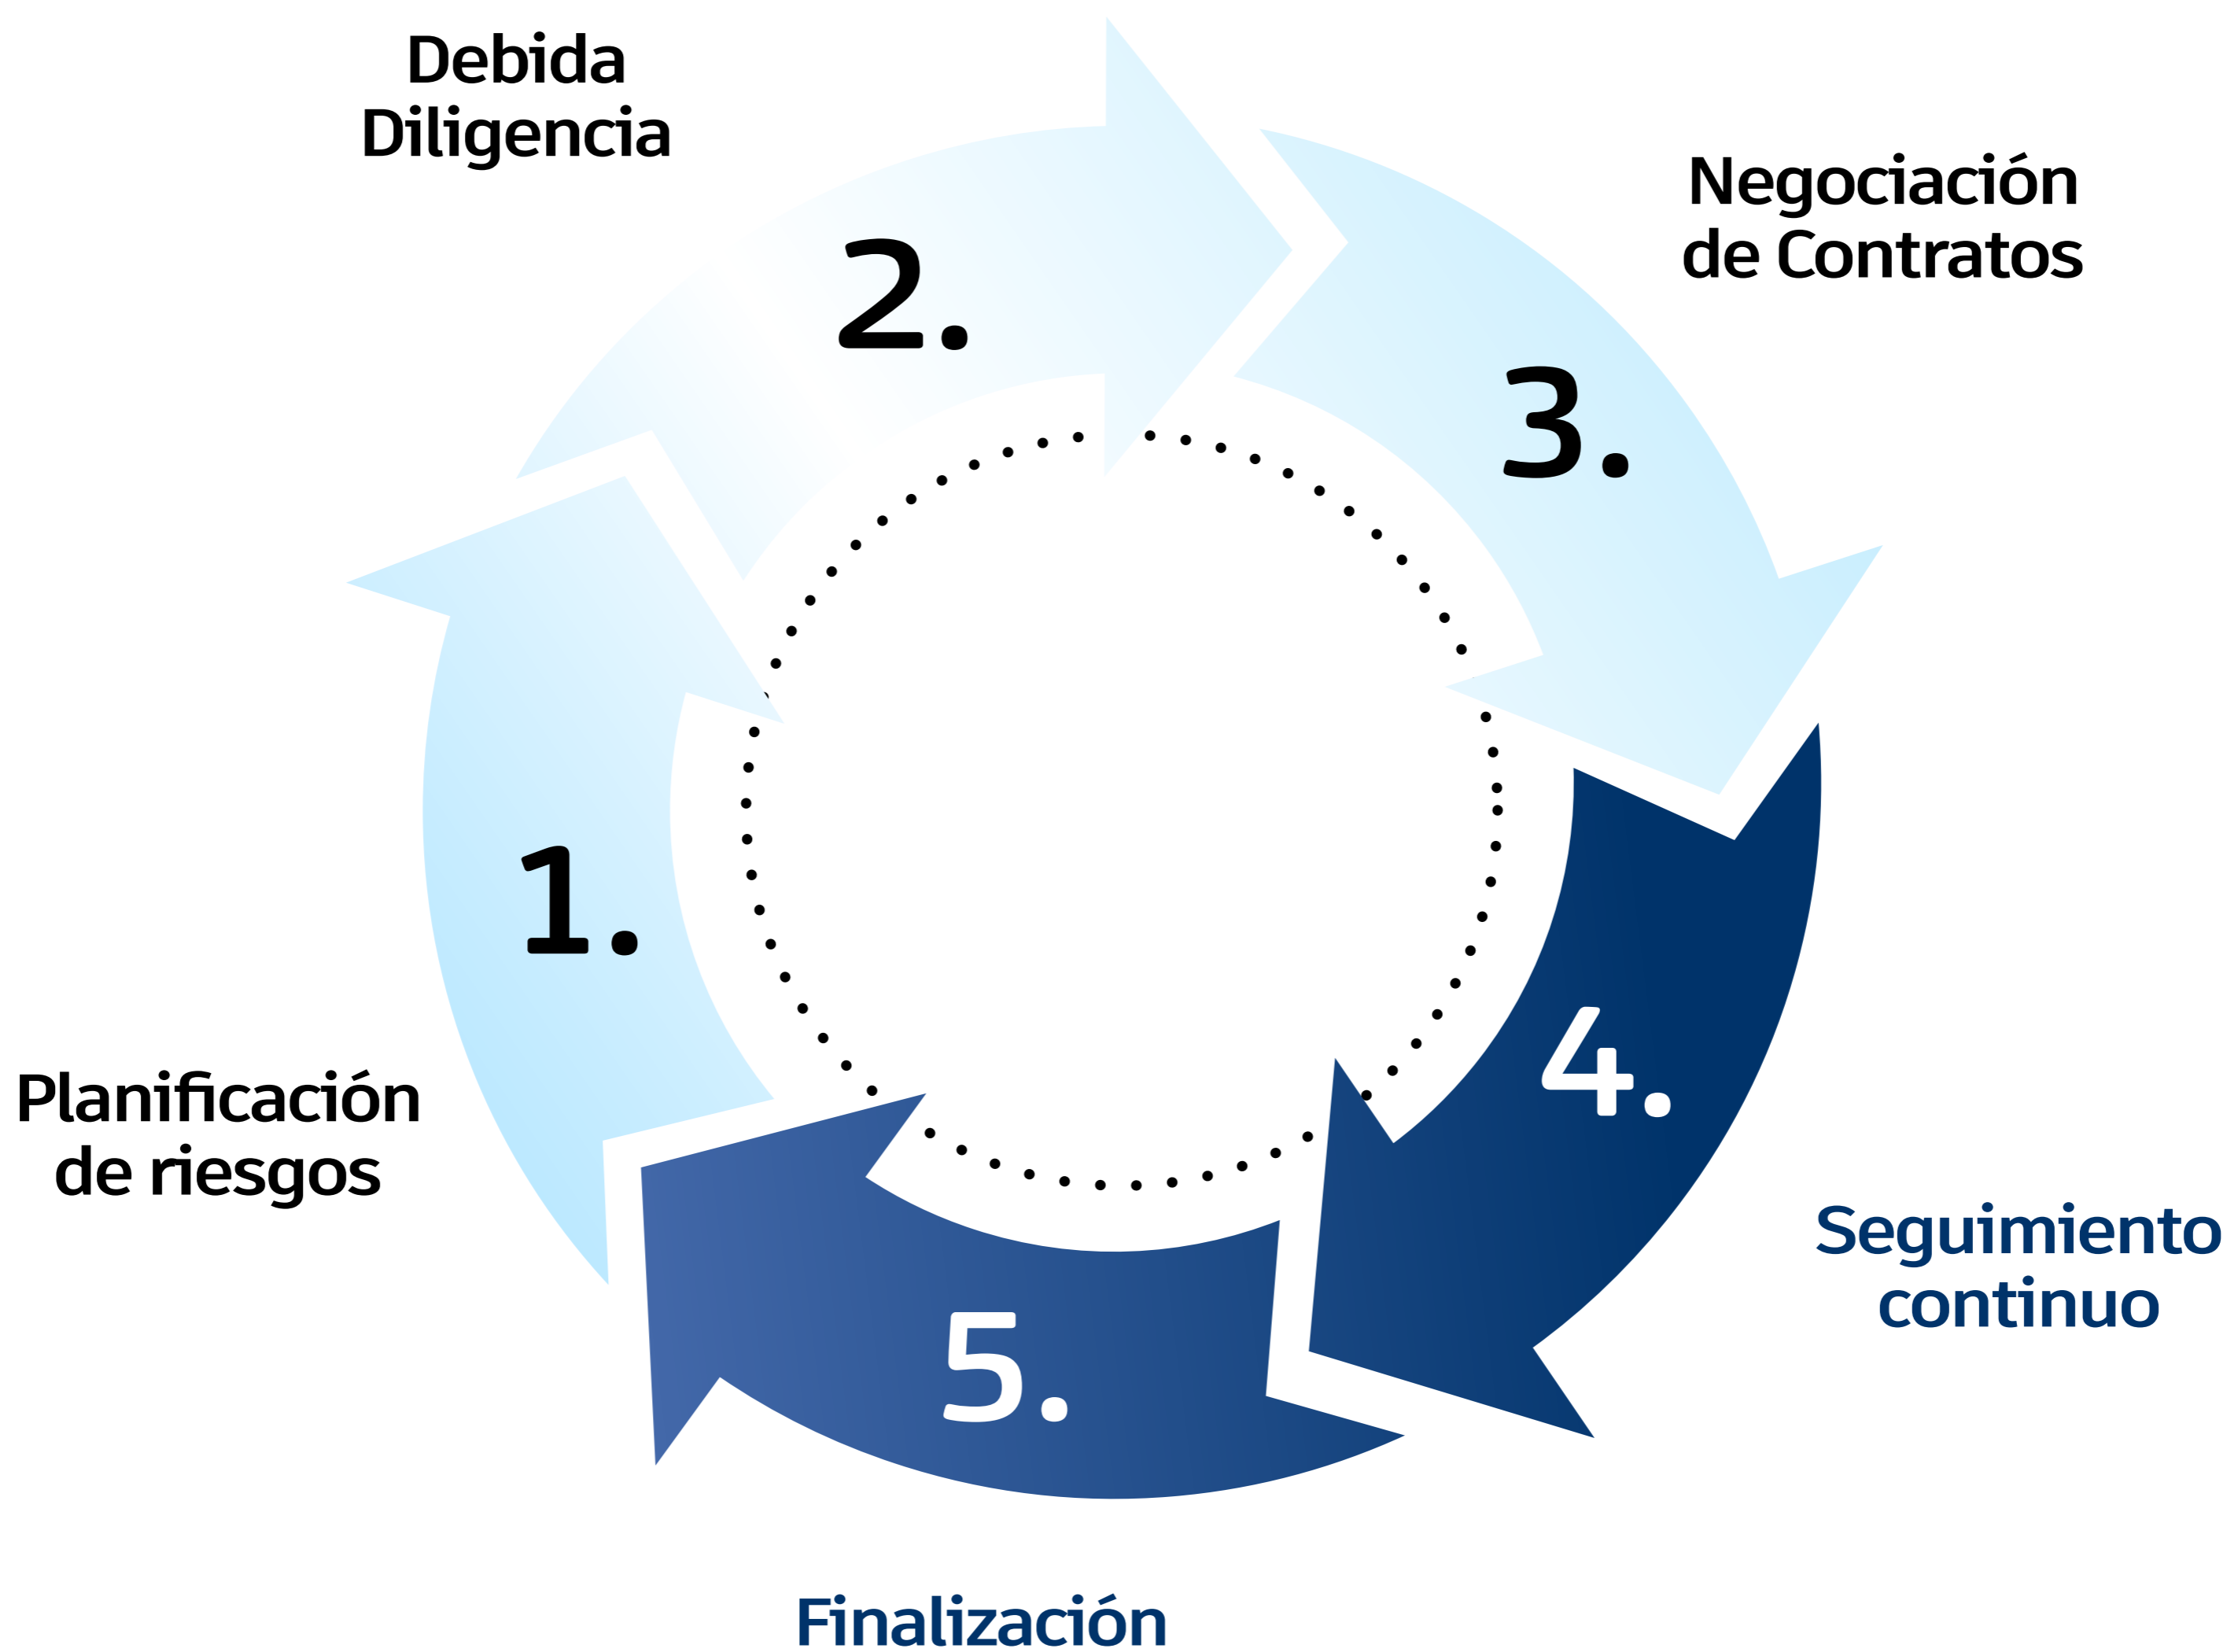 1.
Planificación
de riesgos
2.
Debida
Diligencia
3.
Negociación
de Contratos
4.
Seguimiento
continuo
5.
Finalización